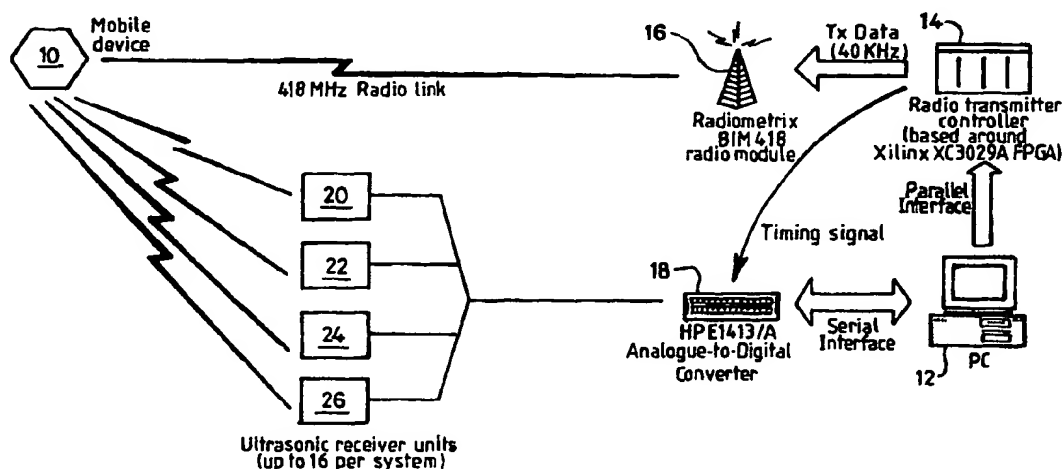 Mobile
device
10
418 MHz Radio link
16
Radiometrix
BIM 418
radio module
Tx Data
(40 KHz)
14
Radio transmitter
controller
(based around
Xilinx XC3029A FPGA)
Parallel
Interface
Timing signal
20
22
24
26
Ultrasonic receiver units
(up to 16 per system)
18
HPE1413/A
Analogue-to-Digital
Converter
Serial
Interface
12
PC